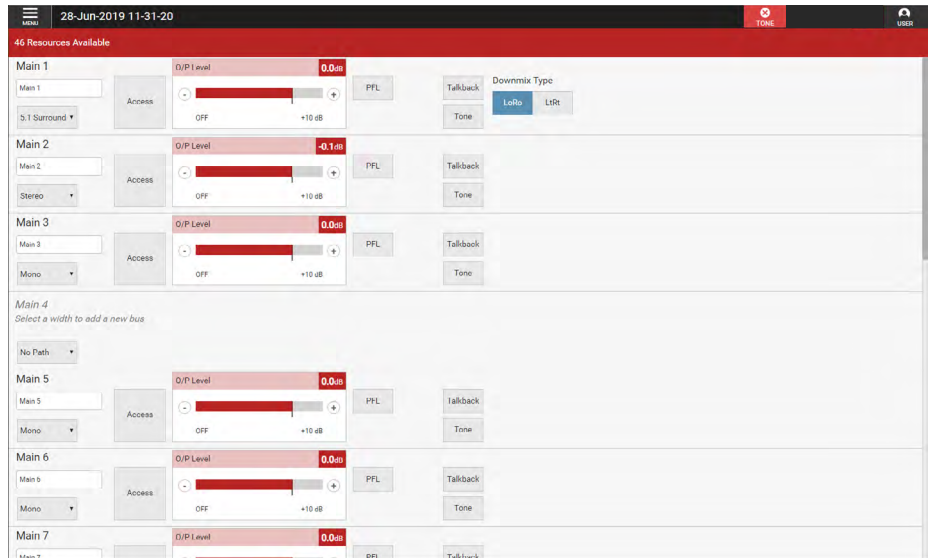 MENU
28-Jun-2019 11-31-20
TONE
USER
46 Resources Available
Main 1
O/P Level 0.0dB
Main 1
Access
- +
PFL
Talkback
Downmix Type
LoRo LtRt
5.1 Surround
OFF +10 dB
Tone
Main 2
O/P Level -0.1dB
Main 2
Access
- +
PFL
Talkback
Stereo
OFF +10 dB
Tone
Main 3
O/P Level 0.0dB
Main 3
Access
- +
PFL
Talkback
Mono
OFF +10 dB
Tone
Main 4
Select a width to add a new bus
No Path
Main 5
O/P Level 0.0dB
Main 5
Access
- +
PFL
Talkback
Mono
OFF +10 dB
Tone
Main 6
O/P Level 0.0dB
Main 6
Access
- +
PFL
Talkback
Mono
OFF +10 dB
Tone
Main 7
O/P Level 0.0dB
Main 7
- +
PFL
Talkback